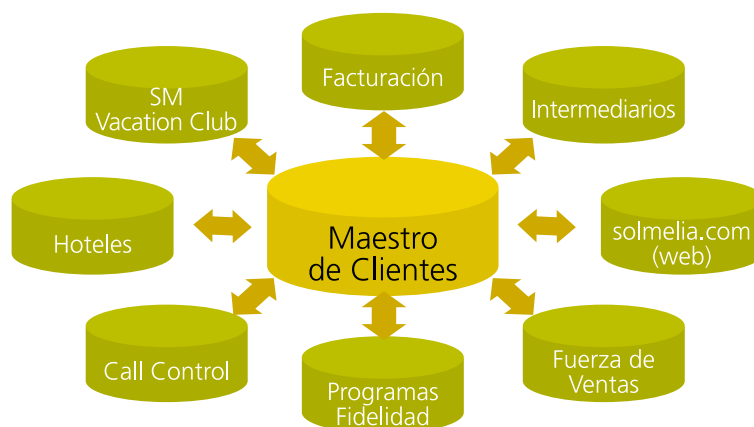 Facturación
SM
Vacation Club
Intermediarios
Hoteles
Maestro
de Clientes
solmelia.com
(web)
Call Control
Programas
Fidelidad
Fuerza de
Ventas